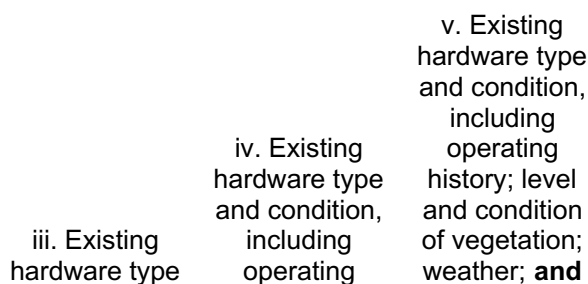 iii. Existing
hardware type
iv. Existing
hardware type
and condition,
including
operating
v. Existing
hardware type
and condition,
including
operating
history; level
and condition
of vegetation;
weather; and